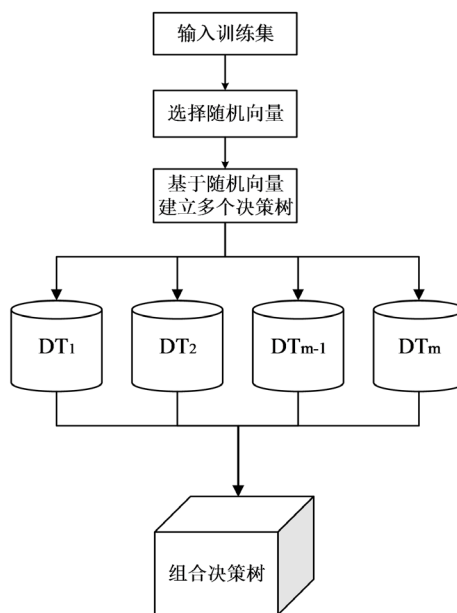 输入训练集
选择随机向量
基于随机向量
建立多个决策树
DT1
DT2
DTm-1
DTm
组合决策树